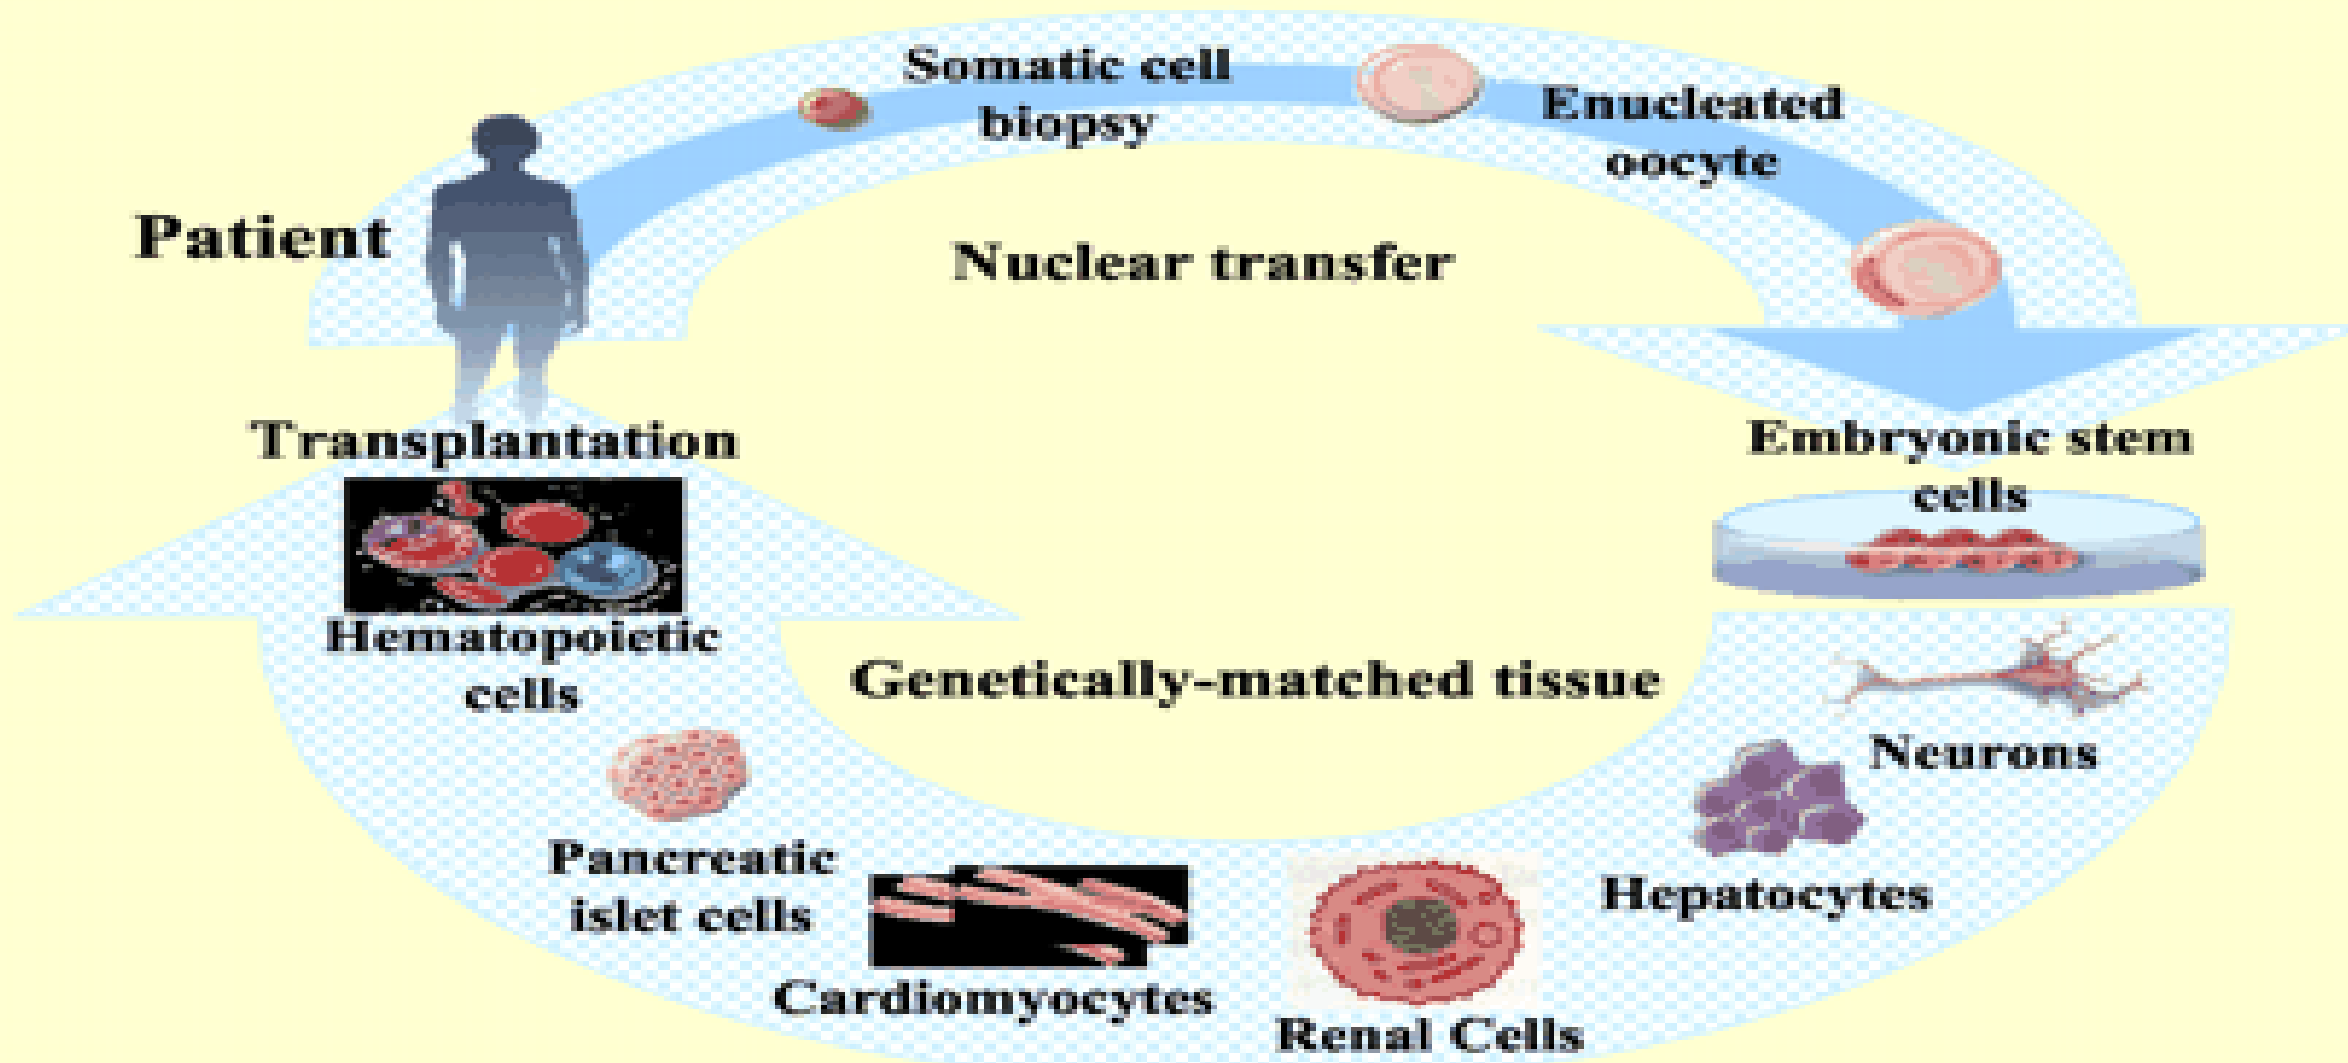 Somatic cell
biopsy
Enucleated
oocyte
Patient
Nuclear transfer
Transplantation
Embryonic stem
cells
Hematopoietic
cells
Genetically-matched tissue
Neurons
Pancreatic
islet cells
Hepatocytes
Cardiomyocytes
Renal Cells